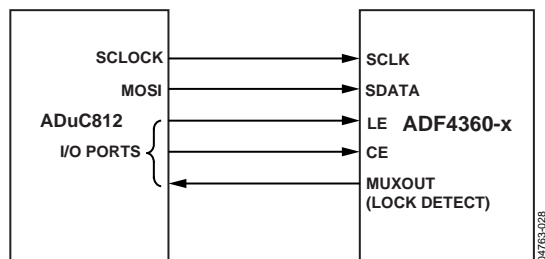 SCLOCK
SCLK
MOSI
SDATA
ADuC812
LE
ADF4360-x
I/O PORTS
CE
MUXOUT
(LOCK DETECT)
04763-028